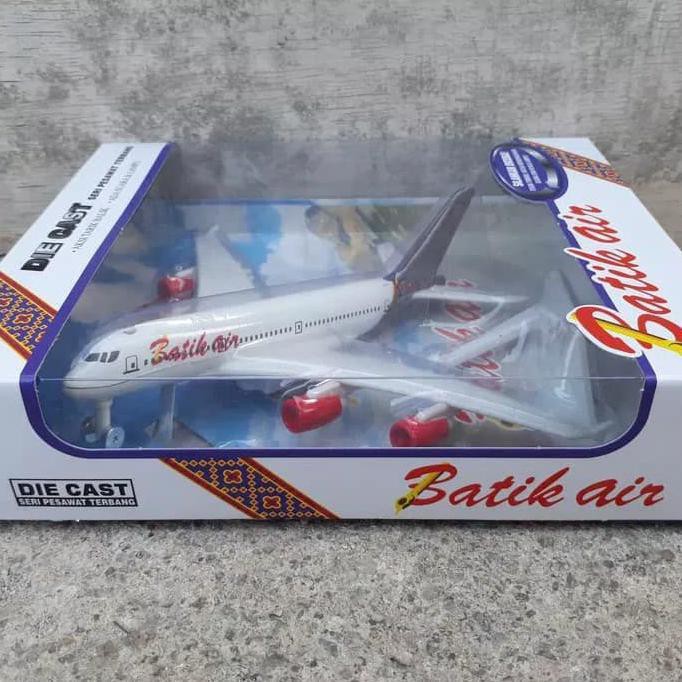 DIE CAST
SERI PESAWAT TERBANG
Batik air
Batik air
DIE CAST
SERI PESAWAT TERBANG
Batik air